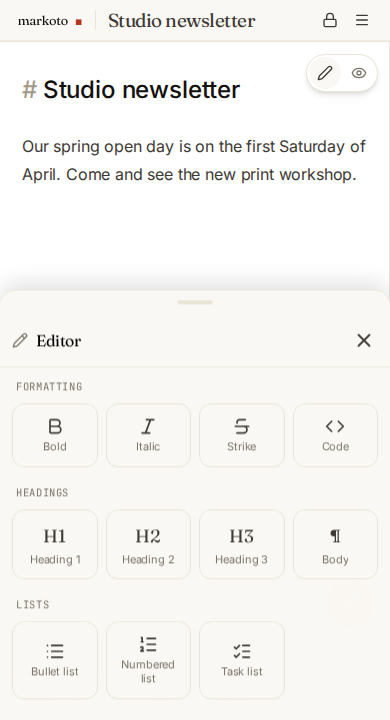 markoto
Studio newsletter
# Studio newsletter
Our spring open day is on the first Saturday of
April. Come and see the new print workshop.
Editor
FORMATTING
Bold
Italic
Strike
Code
HEADINGS
H1
H2
H3
¶
Heading 1
Heading 2
Heading 3
Body
LISTS
Bullet list
Numbered
list
Task list